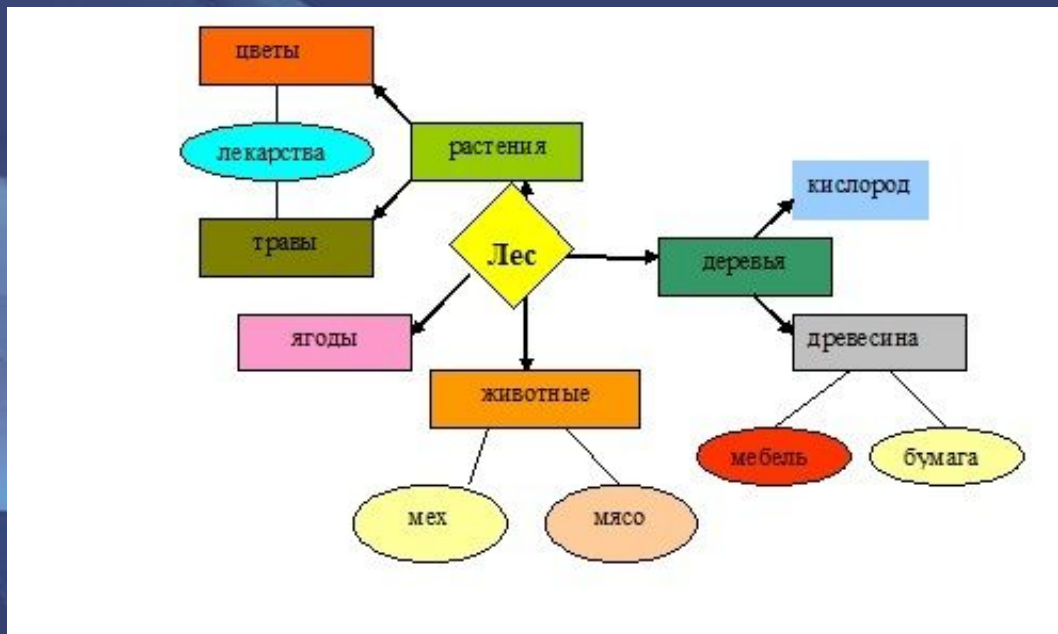 цветы
лекарства
растения
травы
Лес
кислород
деревья
ягоды
древесина
животные
мебель
бумага
мех
мясо